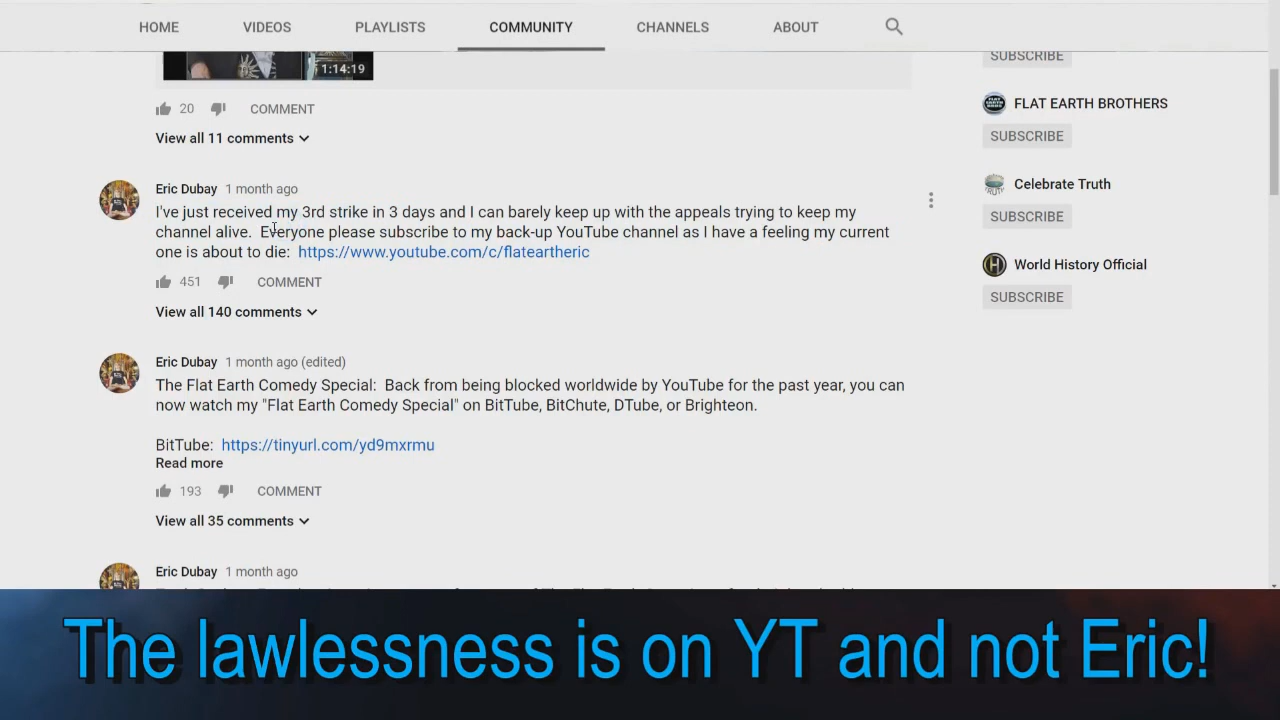 HOME VIDEOS PLAYLISTS COMMUNITY CHANNELS ABOUT
1:14:19
20 COMMENT
View all 11 comments
Eric Dubay 1 month ago
I've just received my 3rd strike in 3 days and I can barely keep up with the appeals trying to keep my
channel alive. Everyone please subscribe to my back-up YouTube channel as I have a feeling my current
one is about to die: https://www.youtube.com/c/flateartheric
451 COMMENT
View all 140 comments
Eric Dubay 1 month ago (edited)
The Flat Earth Comedy Special: Back from being blocked worldwide by YouTube for the past year, you can
now watch my "Flat Earth Comedy Special" on BitTube, BitChute, DTube, or Brighteon.
BitTube: https://tinyurl.com/yd9mxrmu
Read more
193 COMMENT
View all 35 comments
Eric Dubay 1 month ago
SUBSCRIBE
FLAT EARTH BROTHERS
SUBSCRIBE
Celebrate Truth
SUBSCRIBE
World History Official
SUBSCRIBE
The lawlessness is on YT and not Eric!